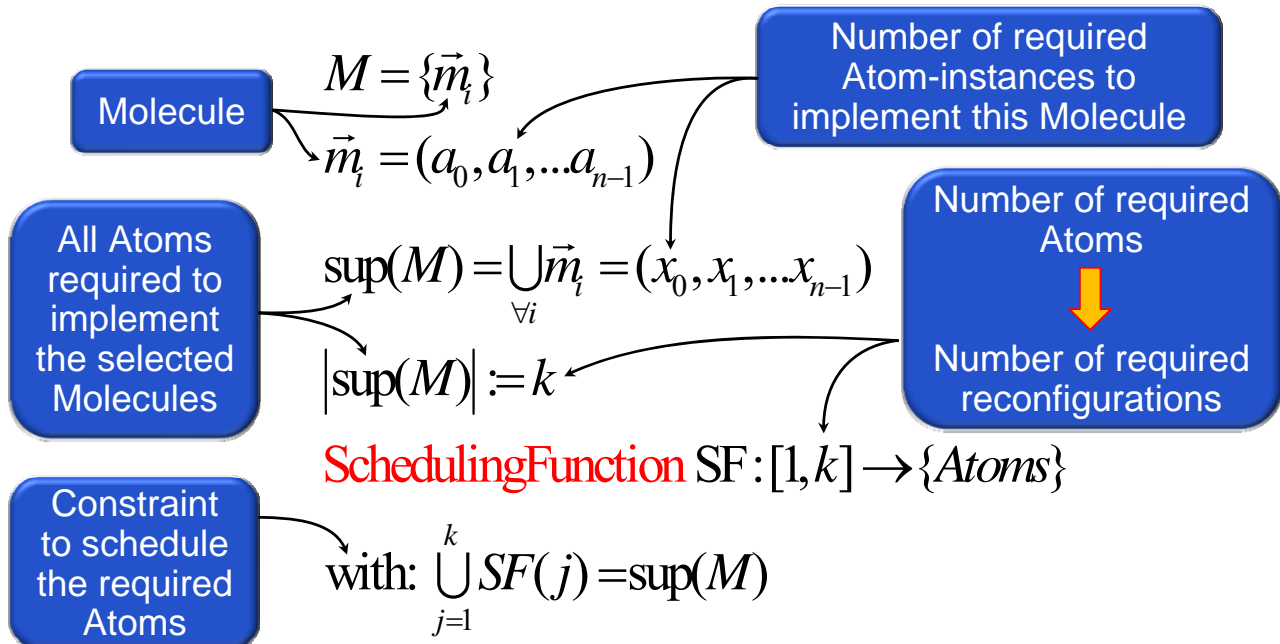 Molecule
M = {m⃗ᵢ}
m⃗ᵢ = (a₀, a₁, ...aₙ₋₁)
Number of required
Atom-instances to
implement this Molecule
All Atoms
required to
implement
the selected
Molecules
sup(M) = ⋃ m⃗ᵢ = (x₀, x₁, ...xₙ₋₁)
∀i
|sup(M)| := k
Number of required
Atoms
Number of required
reconfigurations
SchedulingFunction SF:[1,k] → {Atoms}
Constraint
to schedule
the required
Atoms
k
with: ⋃ SF(j) = sup(M)
j=1